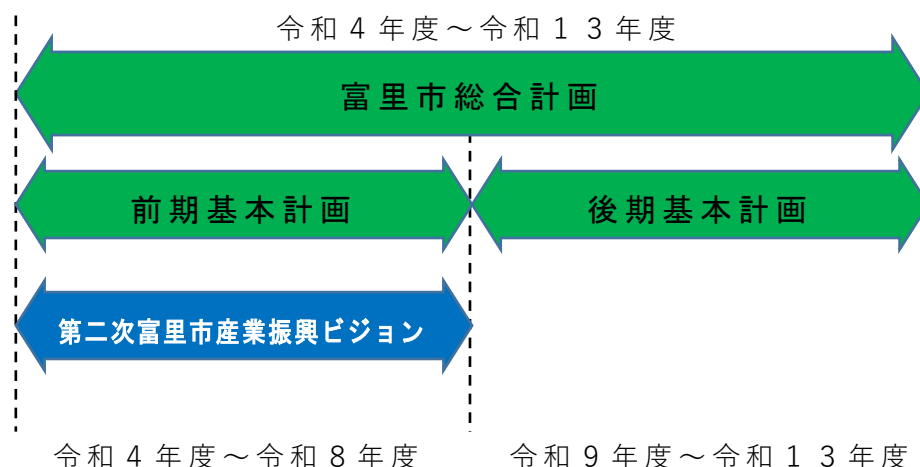 令和４年度～令和１３年度
富里市総合計画
前期基本計画
後期基本計画
第二次富里市産業振興ビジョン
令和４年度～令和８年度
令和９年度～令和１３年度